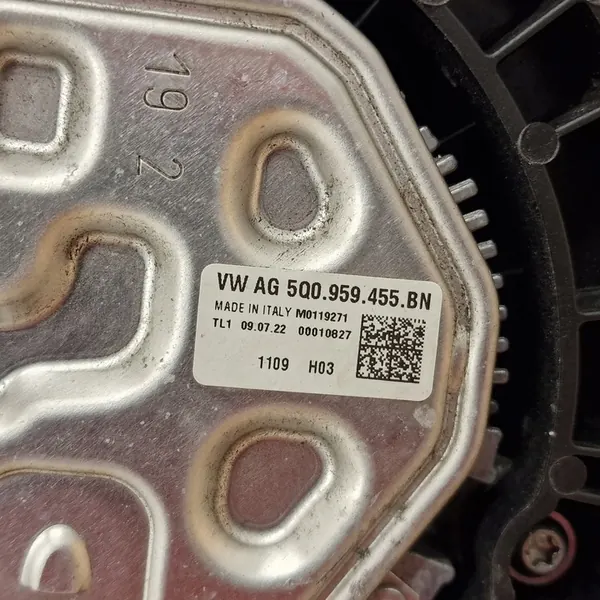 19 2
VW AG 5Q0.959.455.BN
MADE IN ITALY M0119271
TL1 09.07.22 00010827
1109 H03